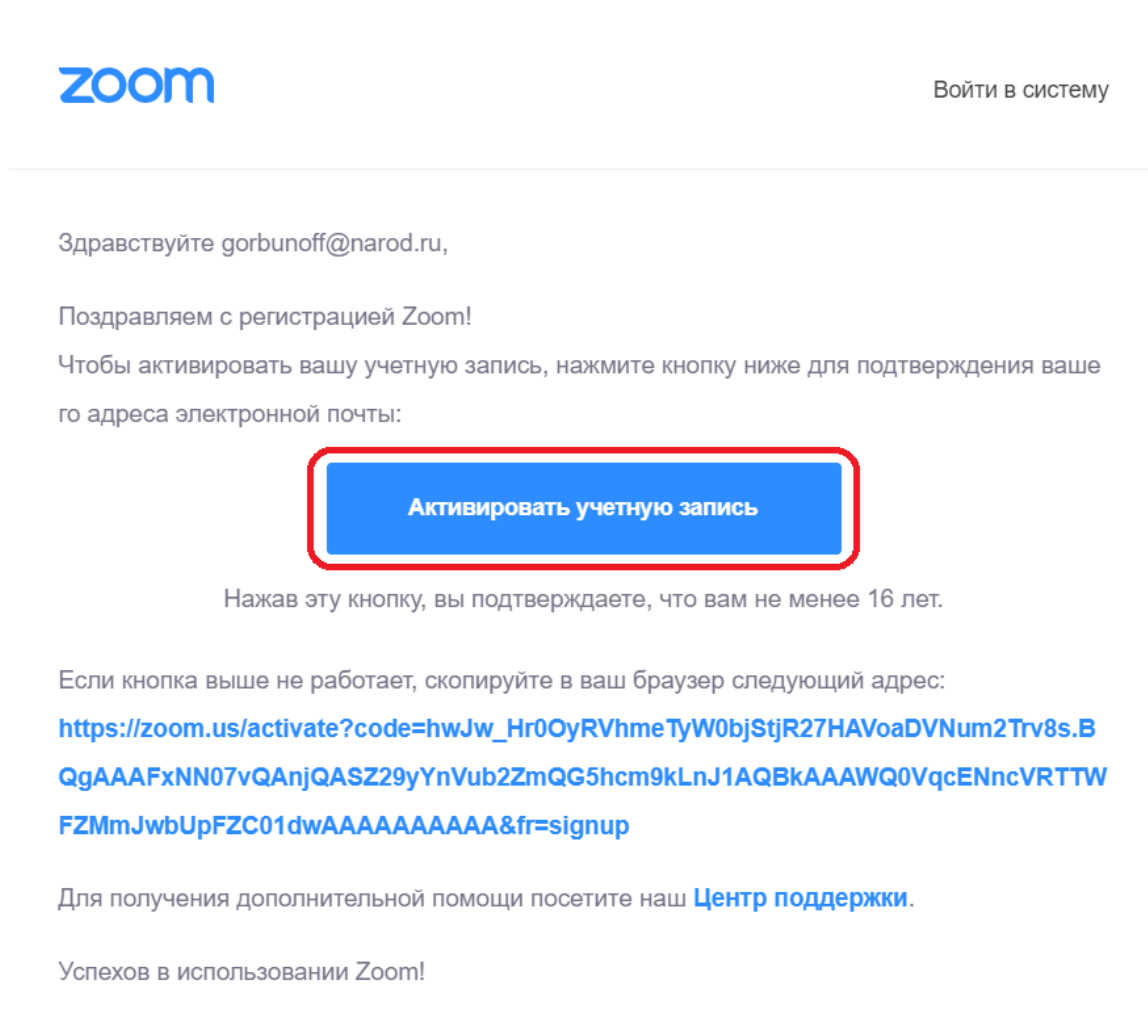 zoom
Войти в систему
Здравствуйте gorbunoff@narod.ru,
Поздравляем с регистрацией Zoom!
Чтобы активировать вашу учетную запись, нажмите кнопку ниже для подтверждения ваше
го адреса электронной почты:
Активировать учетную запись
Нажав эту кнопку, вы подтверждаете, что вам не менее 16 лет.
Если кнопка выше не работает, скопируйте в ваш браузер следующий адрес:
https://zoom.us/activate?code=hwJw_Hr0OyRVhmeTyW0bjStjR27HAVoaDVNum2Trv8s.B
QgAAAFxNN07vQAnjQASZ29yYnVub2ZmQG5hcm9kLnJ1AQBkAAAWQ0VqcENncVRTTW
FZMmJwbUpFZC01dwAAAAAAAAAA&fr=signup
Для получения дополнительной помощи посетите наш Центр поддержки.
Успехов в использовании Zoom!